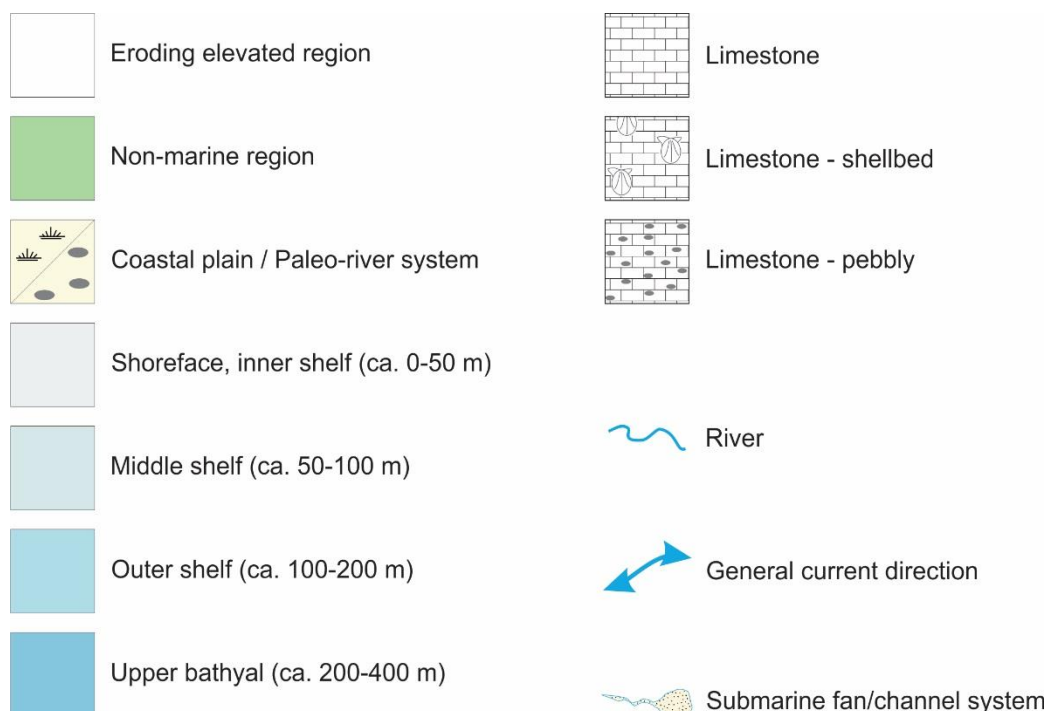 Eroding elevated region
Non-marine region
Coastal plain / Paleo-river system
Shoreface, inner shelf (ca. 0-50 m)
Middle shelf (ca. 50-100 m)
Outer shelf (ca. 100-200 m)
Upper bathyal (ca. 200-400 m)
Limestone
Limestone - shellbed
Limestone - pebbly
River
General current direction
Submarine fan/channel system